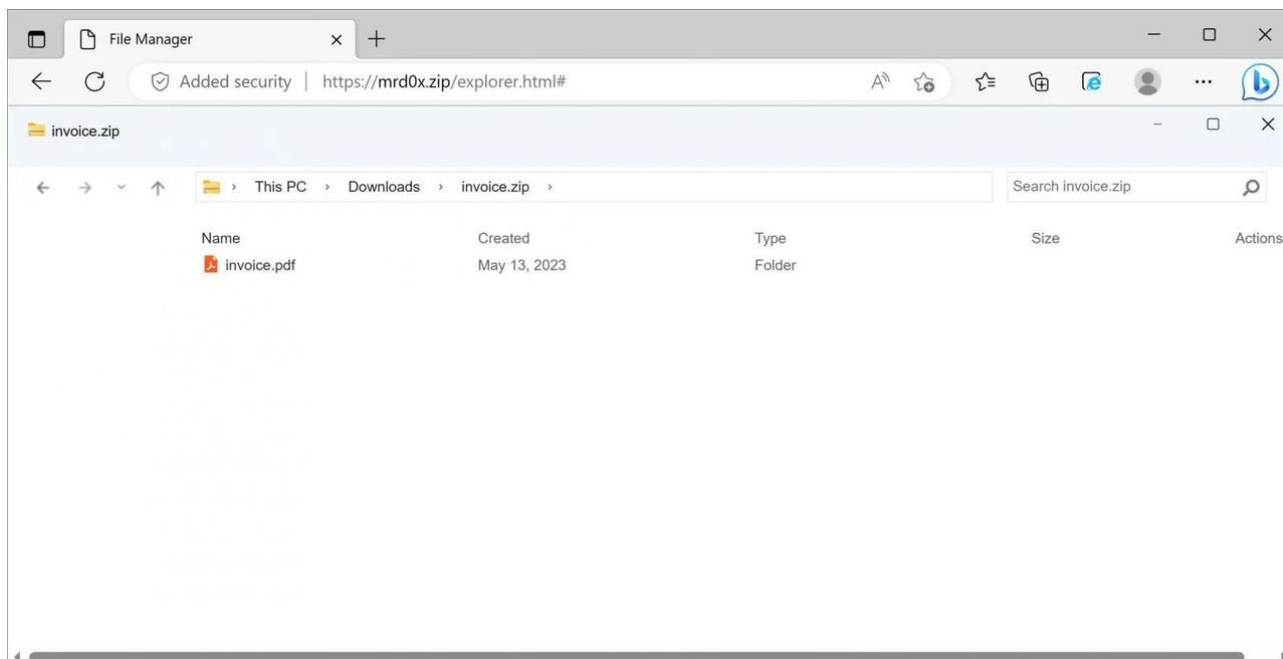 File Manager
Added security | https://mrd0x.zip/explorer.html#
invoice.zip
This PC › Downloads › invoice.zip › Search invoice.zip
Name Created Type Size Actions
invoice.pdf May 13, 2023 Folder